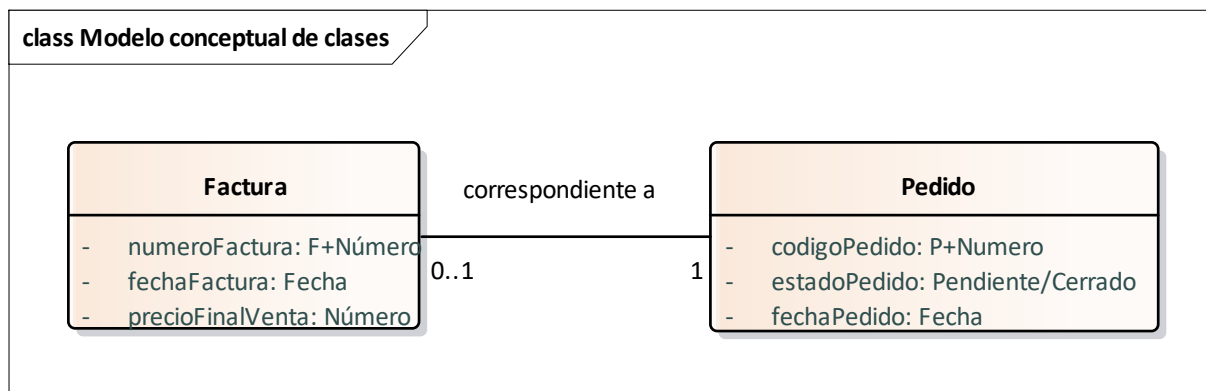 class Modelo conceptual de clases
Factura
- numeroFactura: F+Número
- fechaFactura: Fecha
- precioFinalVenta: Número
correspondiente a
0..1
1
Pedido
- codigoPedido: P+Numero
- estadoPedido: Pendiente/Cerrado
- fechaPedido: Fecha